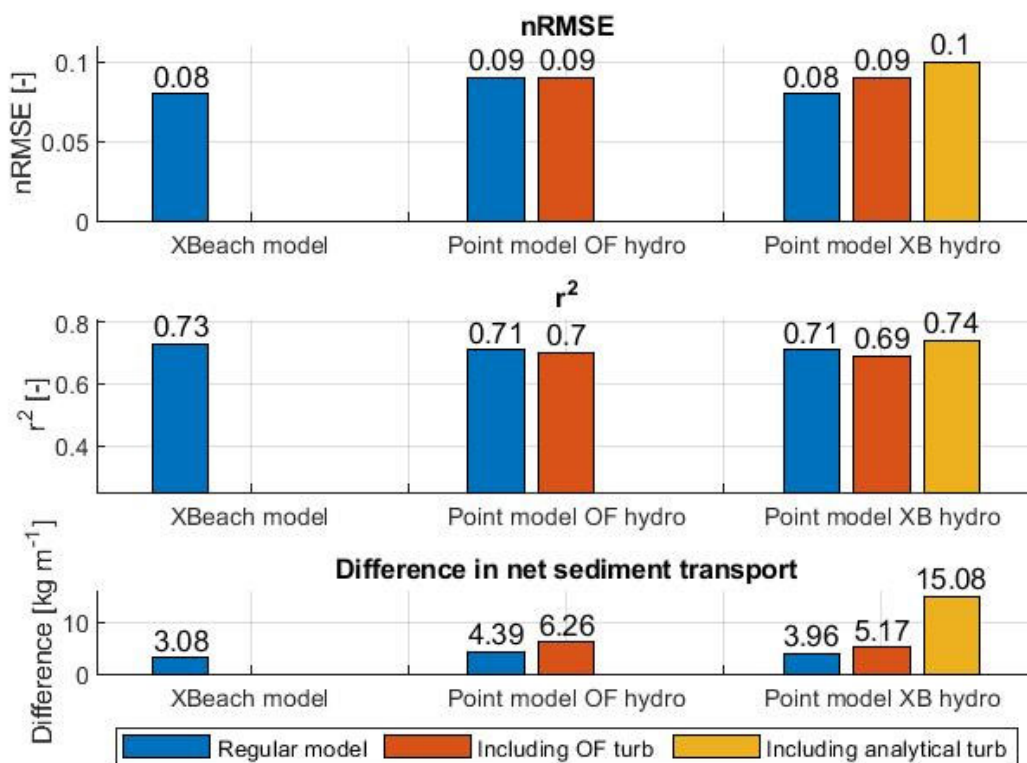 nRMSE
nRMSE [-]
0.1
0.05
0
0.08
0.09
0.09
0.08
0.09
0.1
XBeach model
Point model OF hydro
Point model XB hydro
r²
r² [-]
0.8
0.6
0.4
0.73
0.71
0.7
0.71
0.69
0.74
XBeach model
Point model OF hydro
Point model XB hydro
Difference in net sediment transport
Difference [kg m⁻¹]
10
0
3.08
4.39
6.26
3.96
5.17
15.08
XBeach model
Point model OF hydro
Point model XB hydro
Regular model
Including OF turb
Including analytical turb